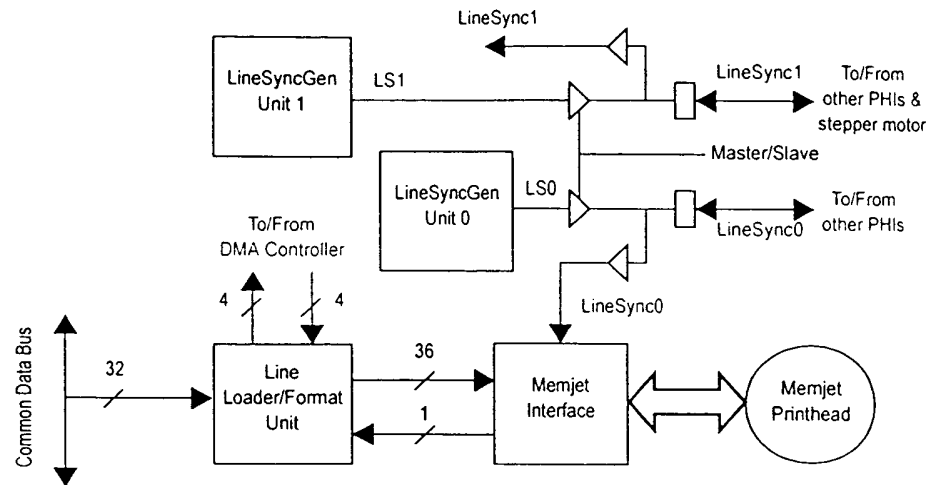 LineSync1
LineSyncGen
Unit 1
LS1
LineSync1
To/From
other PHIs &
stepper motor
Master/Slave
LineSyncGen
Unit 0
LS0
LineSync0
To/From
other PHIs
To/From
DMA Controller
4
4
LineSync0
Common Data Bus
32
Line
Loader/Format
Unit
36
1
Memjet
Interface
Memjet
Printhead